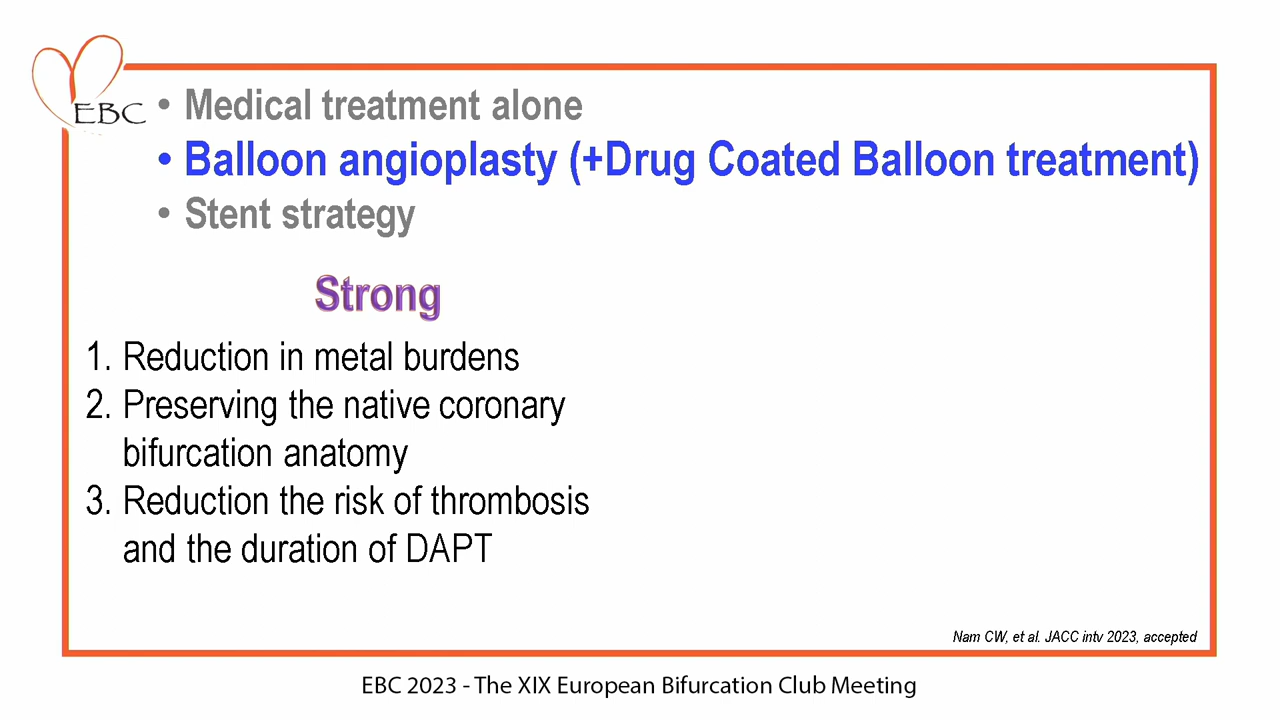 EBC
• Medical treatment alone
• Balloon angioplasty (+Drug Coated Balloon treatment)
• Stent strategy
Strong
1. Reduction in metal burdens
2. Preserving the native coronary
bifurcation anatomy
3. Reduction the risk of thrombosis
and the duration of DAPT
Nam CW, et al. JACC intv 2023, accepted
EBC 2023 - The XIX European Bifurcation Club Meeting